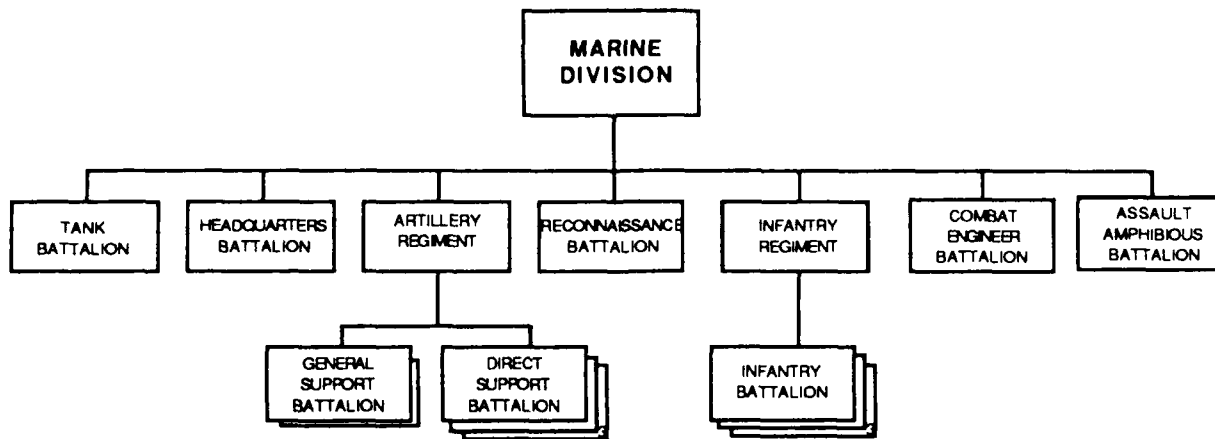 MARINE
DIVISION
TANK
BATTALION
HEADQUARTERS
BATTALION
ARTILLERY
REGIMENT
RECONNAISSANCE
BATTALION
INFANTRY
REGIMENT
COMBAT
ENGINEER
BATTALION
ASSAULT
AMPHIBIOUS
BATTALION
GENERAL
SUPPORT
BATTALION
DIRECT
SUPPORT
BATTALION
INFANTRY
BATTALION